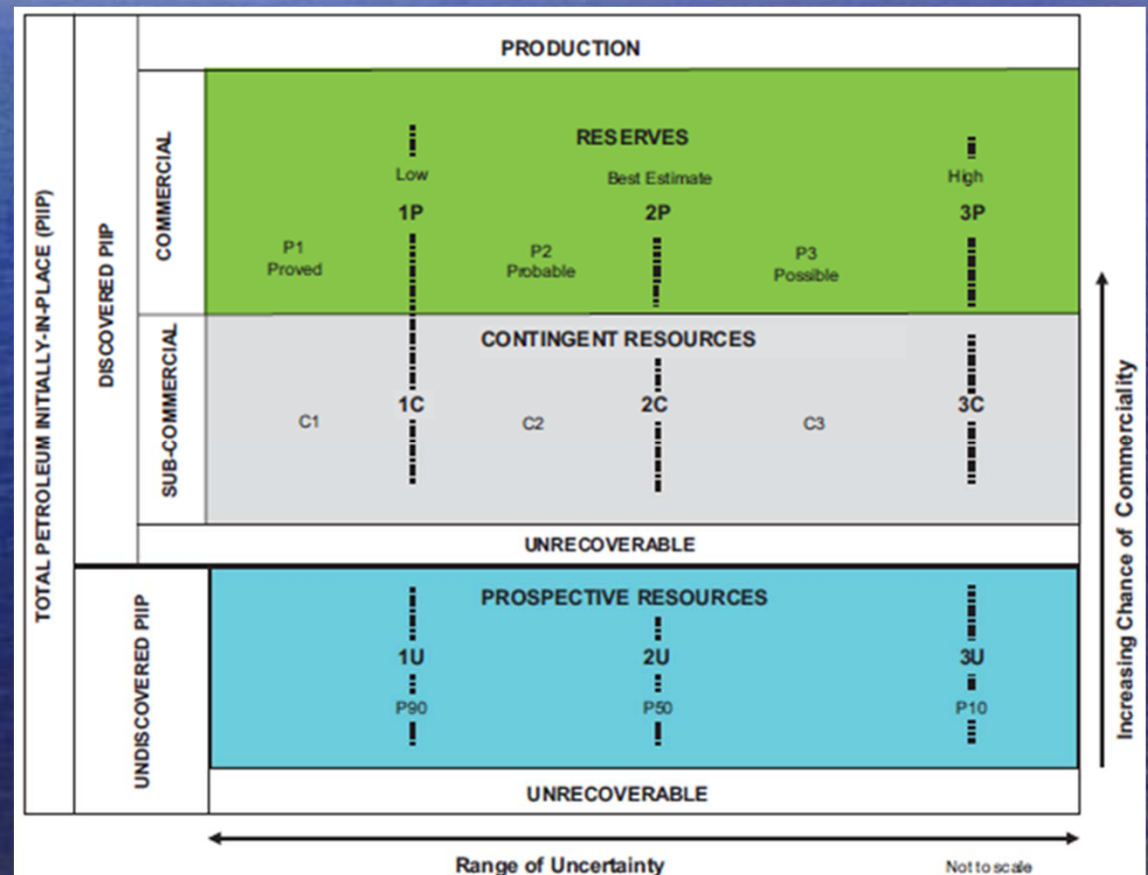 TOTAL PETROLEUM INITIALLY-IN-PLACE (PIIP)
DISCOVERED PIIP
UNDISCOVERED PIIP
COMMERCIAL
SUB-COMMERCIAL
PRODUCTION
RESERVES
Low
Best Estimate
High
1P
2P
3P
P1
Proved
P2
Probable
P3
Possible
CONTINGENT RESOURCES
1C
2C
3C
C1
C2
C3
UNRECOVERABLE
PROSPECTIVE RESOURCES
1U
2U
3U
P90
P50
P10
UNRECOVERABLE
Range of Uncertainty
Not to scale
Increasing Chance of Commerciality